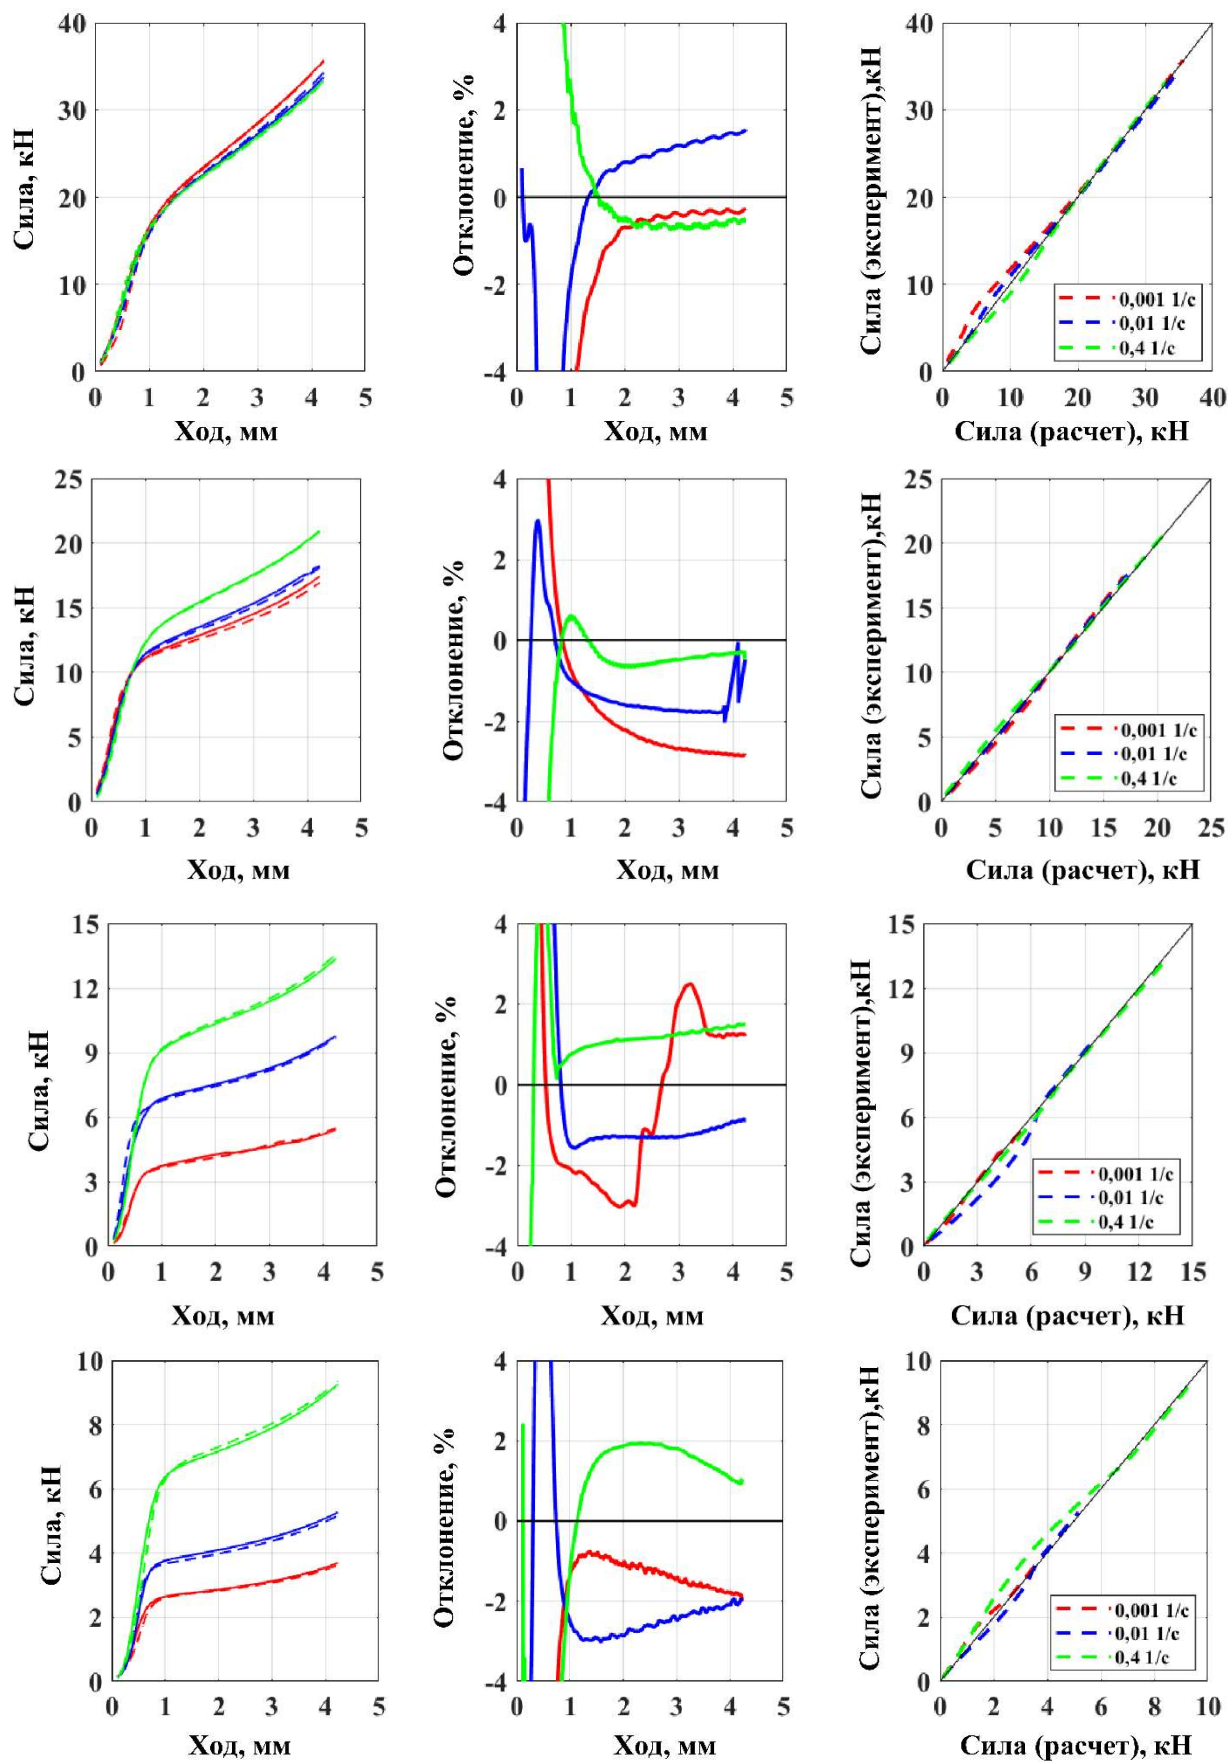 Сила, кН
40
30
20
10
0
0 1 2 3 4 5
Ход, мм
Отклонение, %
4
2
0
-2
-4
0 1 2 3 4 5
Ход, мм
Сила (эксперимент),кН
40
30
20
10
0
0,001 1/с
0,01 1/с
0,4 1/с
0 10 20 30 40
Сила (расчет), кН
Сила, кН
25
20
15
10
5
0
0 1 2 3 4 5
Ход, мм
Отклонение, %
4
2
0
-2
-4
0 1 2 3 4 5
Ход, мм
Сила (эксперимент),кН
25
20
15
10
5
0
0,001 1/с
0,01 1/с
0,4 1/с
0 5 10 15 20 25
Сила (расчет), кН
Сила, кН
15
12
9
6
3
0
0 1 2 3 4 5
Ход, мм
Отклонение, %
4
2
0
-2
-4
0 1 2 3 4 5
Ход, мм
Сила (эксперимент),кН
15
12
9
6
3
0
0,001 1/с
0,01 1/с
0,4 1/с
0 3 6 9 12 15
Сила (расчет), кН
Сила, кН
10
8
6
4
2
0
0 1 2 3 4 5
Ход, мм
Отклонение, %
4
2
0
-2
-4
0 1 2 3 4 5
Ход, мм
Сила (эксперимент),кН
10
8
6
4
2
0
0,001 1/с
0,01 1/с
0,4 1/с
0 2 4 6 8 10
Сила (расчет), кН